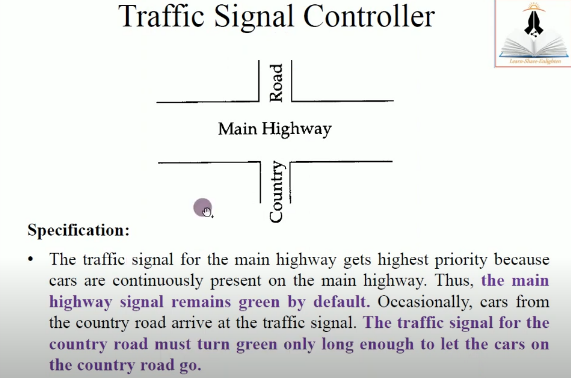 Traffic Signal Controller
Learn-Share-Enlighten
Road
Main Highway
Country
Specification:
• The traffic signal for the main highway gets highest priority because
cars are continuously present on the main highway. Thus, the main
highway signal remains green by default. Occasionally, cars from
the country road arrive at the traffic signal. The traffic signal for the
country road must turn green only long enough to let the cars on
the country road go.